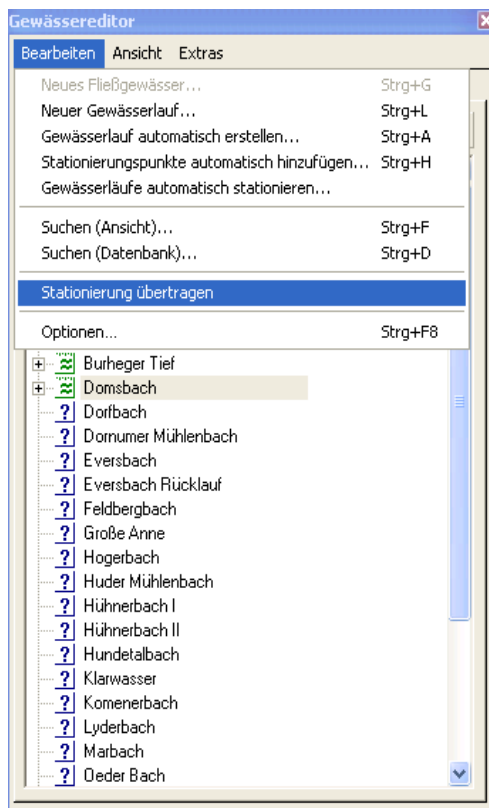 Gewässereditor
Bearbeiten Ansicht Extras
Neues Fließgewässer... Strg+G
Neuer Gewässerlauf... Strg+L
Gewässerlauf automatisch erstellen... Strg+A
Stationierungspunkte automatisch hinzufügen... Strg+H
Gewässerläufe automatisch stationieren...
Suchen (Ansicht)... Strg+F
Suchen (Datenbank)... Strg+D
Stationierung übertragen
Optionen... Strg+F8
Burheger Tief
Domsbach
Dorfbach
Dornumer Mühlenbach
Eversbach
Eversbach Rücklauf
Feldbergbach
Große Anne
Hogerbach
Huder Mühlenbach
Hühnerbach I
Hühnerbach II
Hundetalbach
Klarwasser
Komenerbach
Lyderbach
Marbach
Oeder Bach